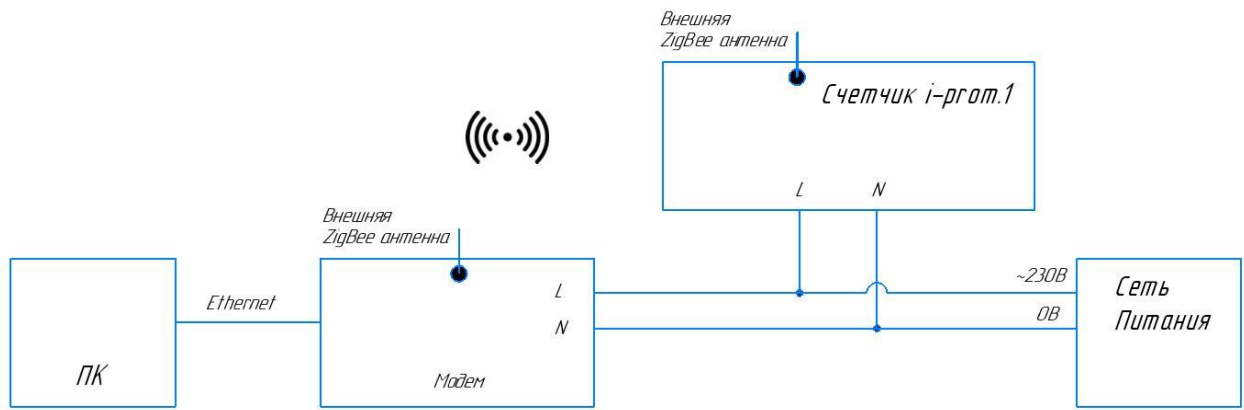 Внешняя
ZigBee антенна
Счетчик i-prom.1
L
N
Внешняя
ZigBee антенна
Ethernet
L
N
~230В
0В
Сеть
Питания
ПК
Модем